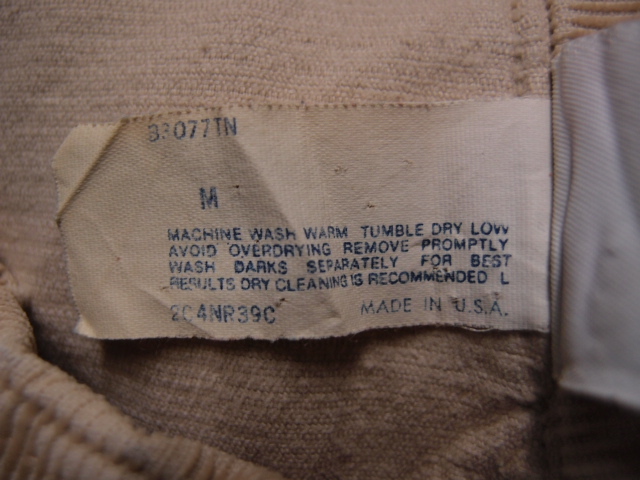 33077TN
M
MACHINE WASH WARM TUMBLE DRY LOW
AVOID OVERDRYING REMOVE PROMPTLY
WASH DARKS SEPARATELY FOR BEST
RESULTS DRY CLEANING IS RECOMMENDED L
2C4NR39C MADE IN U.S.A.